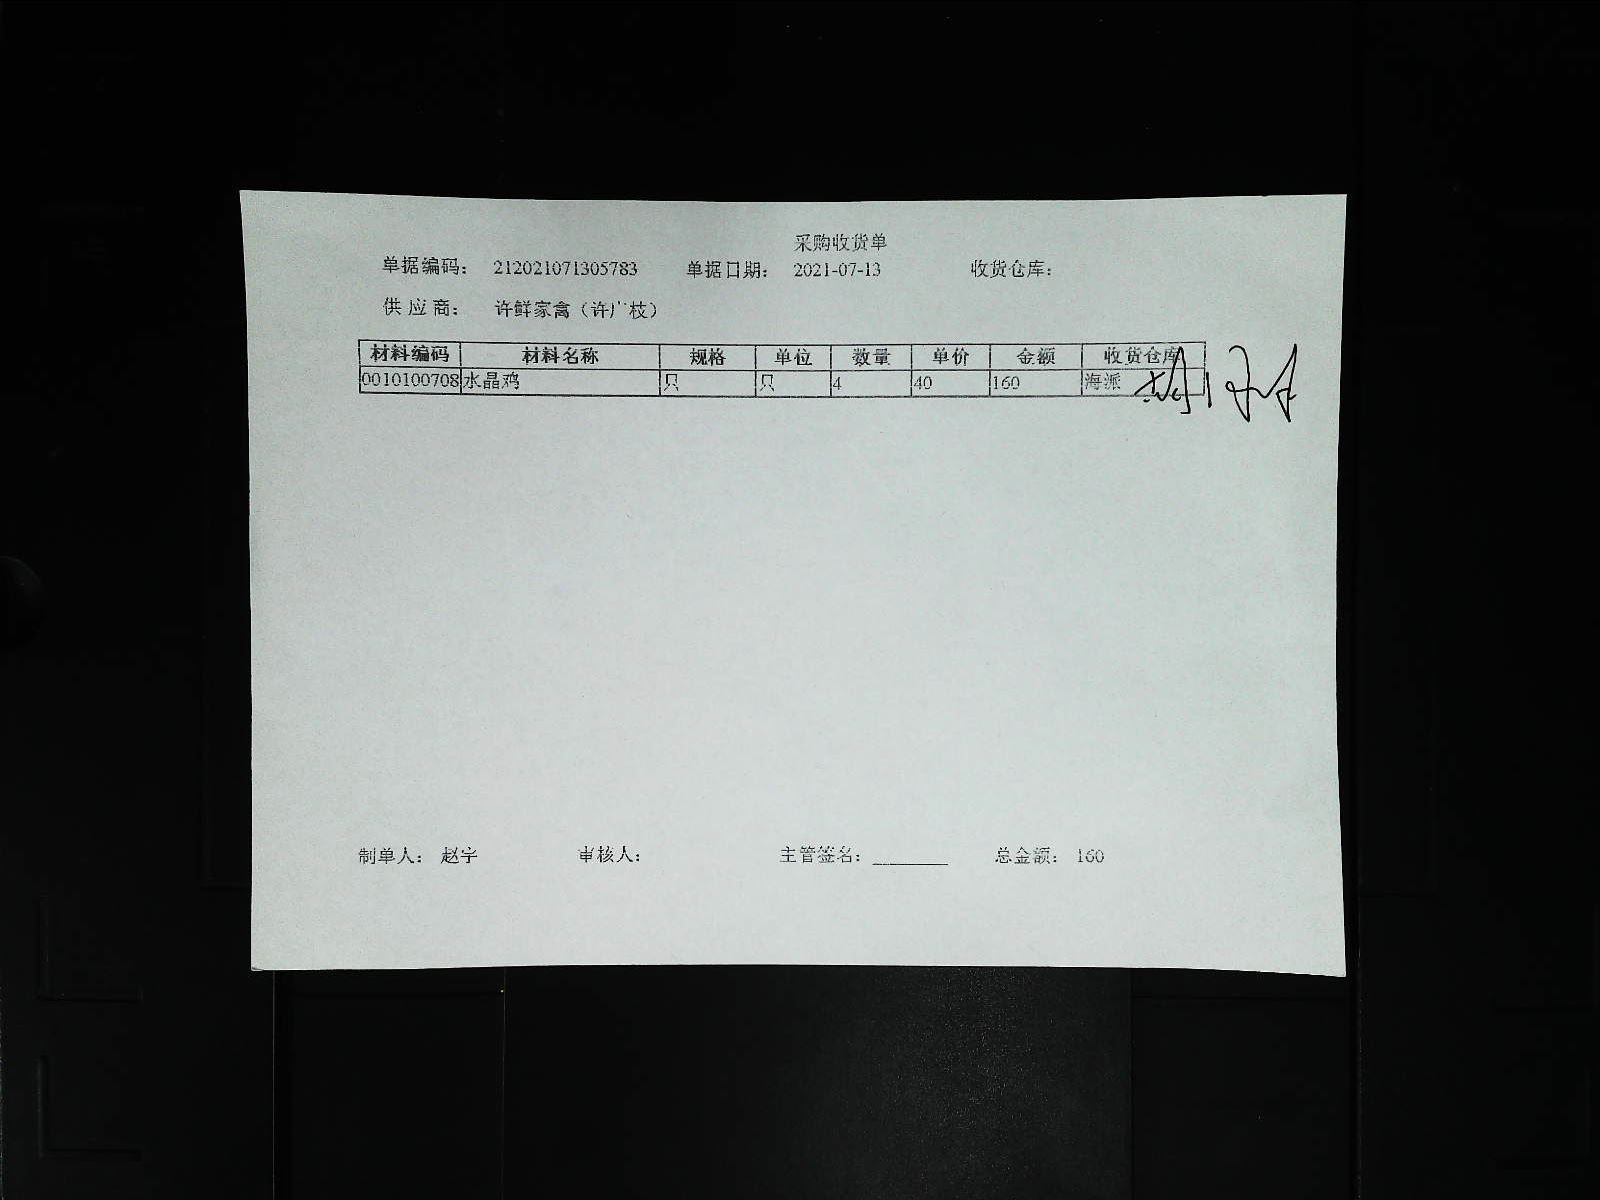 采购收货单
单据编码： 212021071305783 单据日期： 2021-07-13 收货仓库：
供 应 商： 许鲜家禽（许广枝）
材料编码 材料名称 规格 单位 数量 单价 金额 收货仓库
0010100708 水晶鸡 只 只 4 40 160 海派
制单人： 赵宇 审核人： 主管签名：________ 总金额： 160